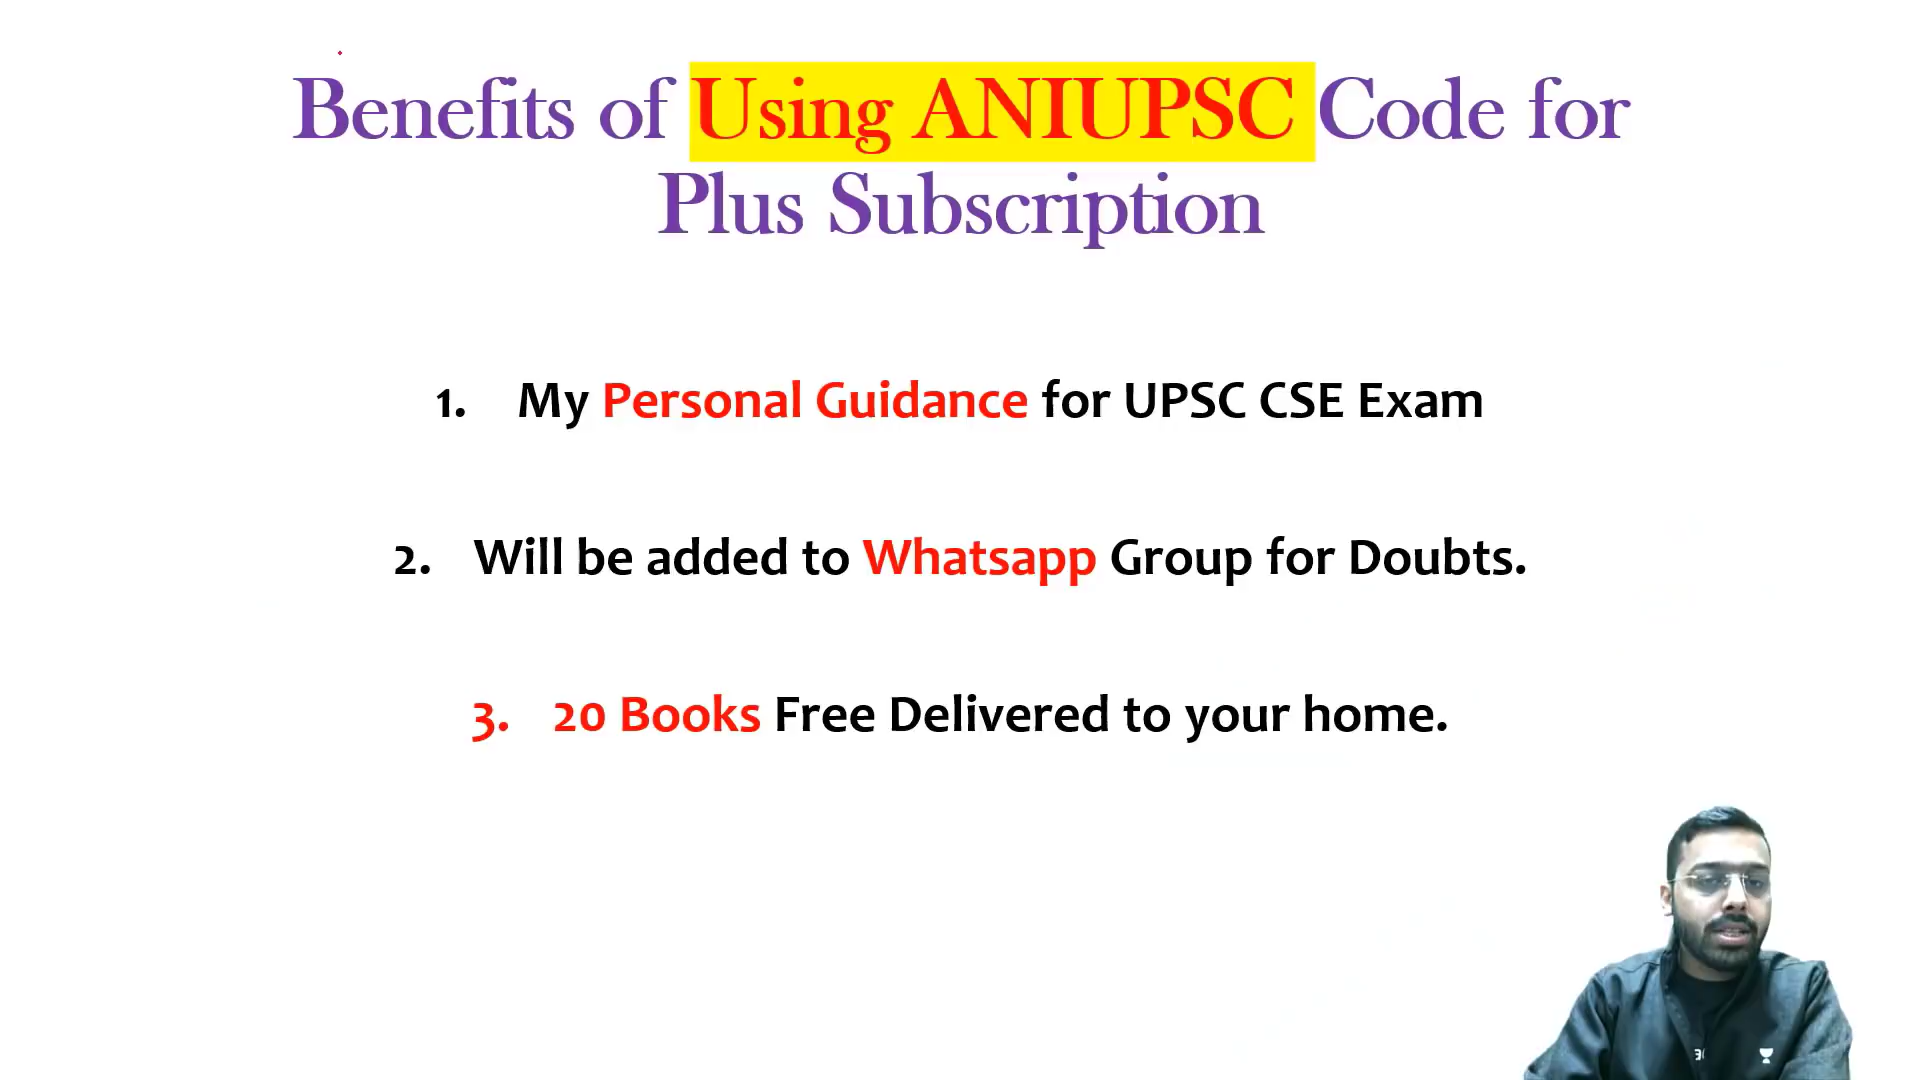 Benefits of Using ANIUPSC Code for
Plus Subscription
1. My Personal Guidance for UPSC CSE Exam
2. Will be added to Whatsapp Group for Doubts.
3. 20 Books Free Delivered to your home.